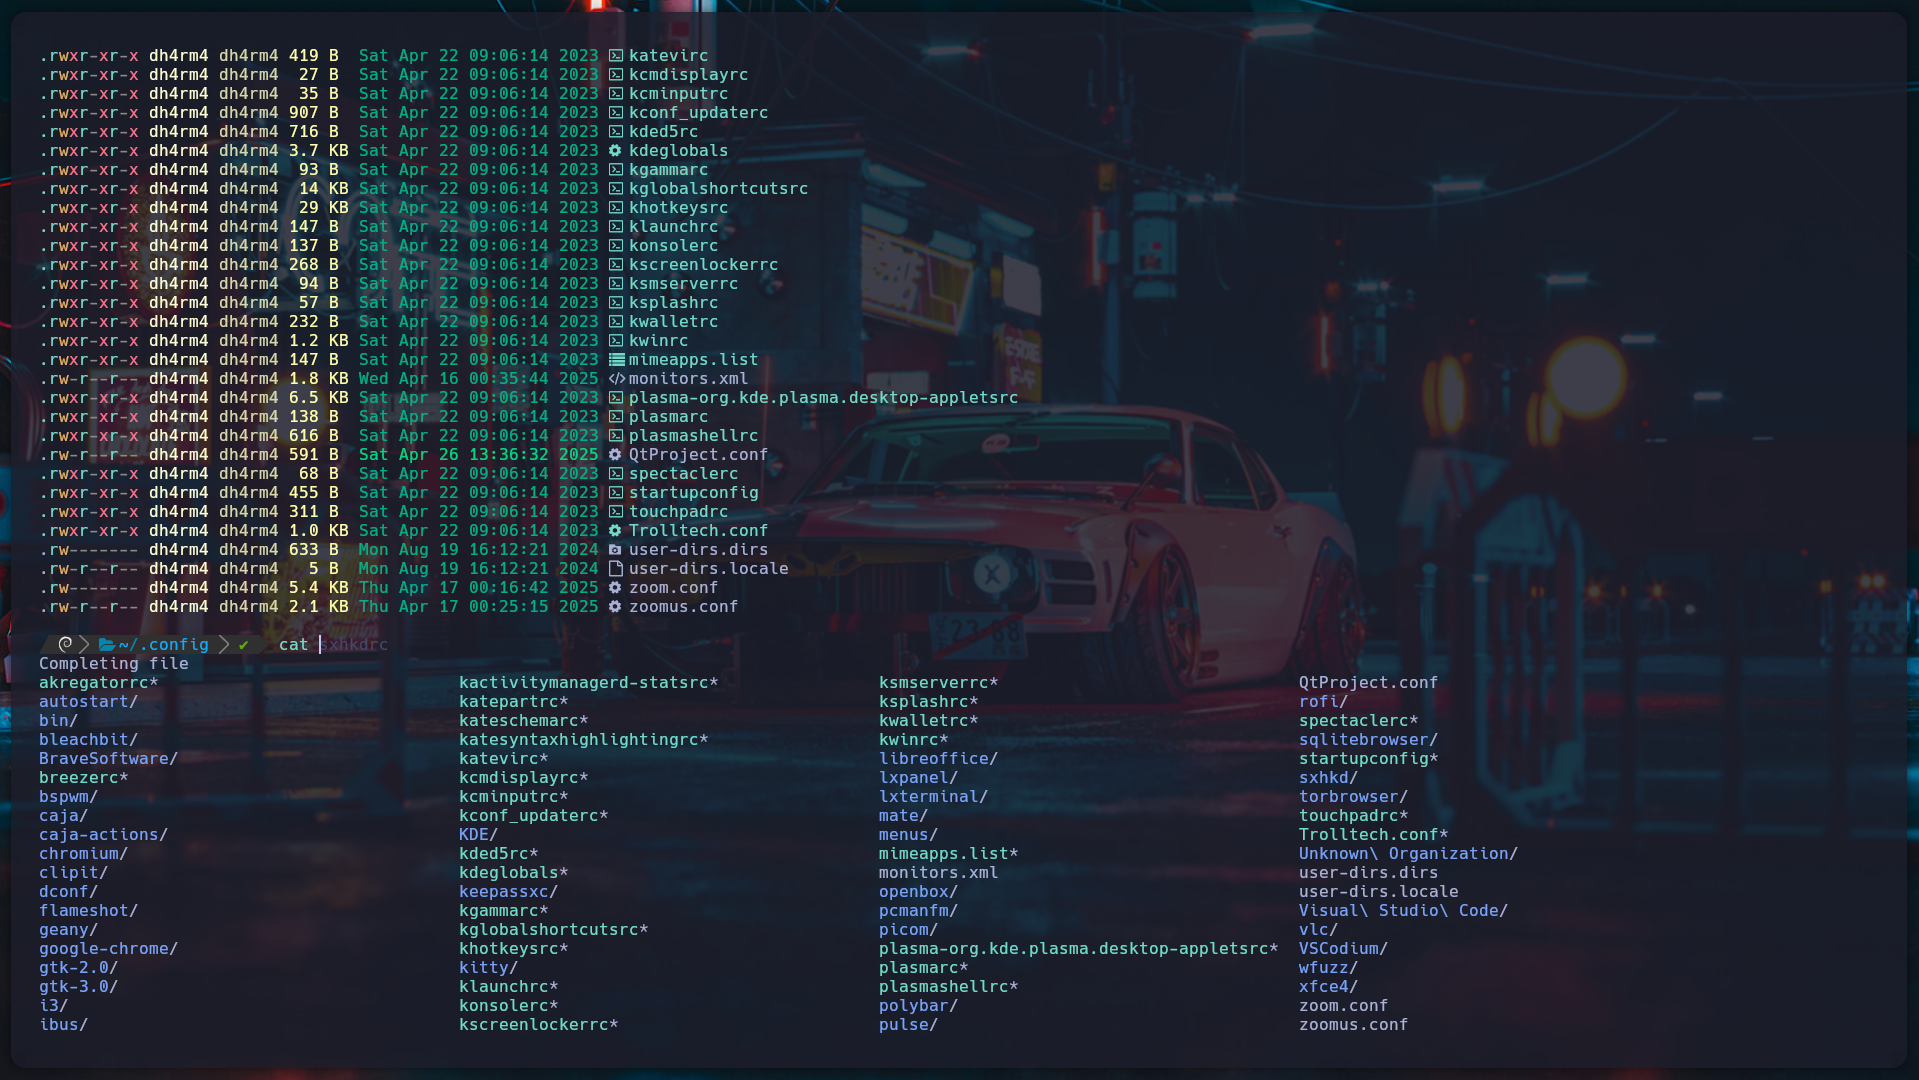 .rwxr-xr-x dh4rm4 dh4rm4 419 B  Sat Apr 22 09:06:14 2023 katevirc
.rwxr-xr-x dh4rm4 dh4rm4  27 B  Sat Apr 22 09:06:14 2023 kcmdisplayrc
.rwxr-xr-x dh4rm4 dh4rm4  35 B  Sat Apr 22 09:06:14 2023 kcminputrc
.rwxr-xr-x dh4rm4 dh4rm4 907 B  Sat Apr 22 09:06:14 2023 kconf_updaterc
.rwxr-xr-x dh4rm4 dh4rm4 716 B  Sat Apr 22 09:06:14 2023 kded5rc
.rwxr-xr-x dh4rm4 dh4rm4 3.7 KB Sat Apr 22 09:06:14 2023 kdeglobals
.rwxr-xr-x dh4rm4 dh4rm4  93 B  Sat Apr 22 09:06:14 2023 kgammarc
.rwxr-xr-x dh4rm4 dh4rm4  14 KB Sat Apr 22 09:06:14 2023 kglobalshortcutsrc
.rwxr-xr-x dh4rm4 dh4rm4  29 KB Sat Apr 22 09:06:14 2023 khotkeysrc
.rwxr-xr-x dh4rm4 dh4rm4 147 B  Sat Apr 22 09:06:14 2023 klaunchrc
.rwxr-xr-x dh4rm4 dh4rm4 137 B  Sat Apr 22 09:06:14 2023 konsolerc
.rwxr-xr-x dh4rm4 dh4rm4 268 B  Sat Apr 22 09:06:14 2023 kscreenlockerrc
.rwxr-xr-x dh4rm4 dh4rm4  94 B  Sat Apr 22 09:06:14 2023 ksmserverrc
.rwxr-xr-x dh4rm4 dh4rm4  57 B  Sat Apr 22 09:06:14 2023 ksplashrc
.rwxr-xr-x dh4rm4 dh4rm4 232 B  Sat Apr 22 09:06:14 2023 kwalletrc
.rwxr-xr-x dh4rm4 dh4rm4 1.2 KB Sat Apr 22 09:06:14 2023 kwinrc
.rwxr-xr-x dh4rm4 dh4rm4 147 B  Sat Apr 22 09:06:14 2023 mimeapps.list
.rw-r--r-- dh4rm4 dh4rm4 1.8 KB Wed Apr 16 00:35:44 2025 monitors.xml
.rwxr-xr-x dh4rm4 dh4rm4 6.5 KB Sat Apr 22 09:06:14 2023 plasma-org.kde.plasma.desktop-appletsrc
.rwxr-xr-x dh4rm4 dh4rm4 138 B  Sat Apr 22 09:06:14 2023 plasmarc
.rwxr-xr-x dh4rm4 dh4rm4 616 B  Sat Apr 22 09:06:14 2023 plasmashellrc
.rw-r--r-- dh4rm4 dh4rm4 591 B  Sat Apr 26 13:36:32 2025 QtProject.conf
.rwxr-xr-x dh4rm4 dh4rm4  68 B  Sat Apr 22 09:06:14 2023 spectaclerc
.rwxr-xr-x dh4rm4 dh4rm4 455 B  Sat Apr 22 09:06:14 2023 startupconfig
.rwxr-xr-x dh4rm4 dh4rm4 311 B  Sat Apr 22 09:06:14 2023 touchpadrc
.rwxr-xr-x dh4rm4 dh4rm4 1.0 KB Sat Apr 22 09:06:14 2023 Trolltech.conf
.rw------- dh4rm4 dh4rm4 633 B  Mon Aug 19 16:12:21 2024 user-dirs.dirs
.rw-r--r-- dh4rm4 dh4rm4   5 B  Mon Aug 19 16:12:21 2024 user-dirs.locale
.rw------- dh4rm4 dh4rm4 5.4 KB Thu Apr 17 00:16:42 2025 zoom.conf
.rw-r--r-- dh4rm4 dh4rm4 2.1 KB Thu Apr 17 00:25:15 2025 zoomus.conf
~/.config ✔ cat sxhkdrc
Completing file
akregatorrc* kactivitymanagerd-statsrc* ksmserverrc* QtProject.conf
autostart/ katepartrc* ksplashrc* rofi/
bin/ kateschemarc* kwalletrc* spectaclerc*
bleachbit/ katesyntaxhighlightingrc* kwinrc* sqlitebrowser/
BraveSoftware/ katevirc* libreoffice/ startupconfig*
breezerc* kcmdisplayrc* lxpanel/ sxhkd/
bspwm/ kcminputrc* lxterminal/ torbrowser/
caja/ kconf_updaterc* mate/ touchpadrc*
caja-actions/ KDE/ menus/ Trolltech.conf*
chromium/ kded5rc* mimeapps.list* Unknown\ Organization/
clipit/ kdeglobals* monitors.xml user-dirs.dirs
dconf/ keepassxc/ openbox/ user-dirs.locale
flameshot/ kgammarc* pcmanfm/ Visual\ Studio\ Code/
geany/ kglobalshortcutsrc* picom/ vlc/
google-chrome/ khotkeysrc* plasma-org.kde.plasma.desktop-appletsrc* VSCodium/
gtk-2.0/ kitty/ plasmarc* wfuzz/
gtk-3.0/ klaunchrc* plasmashellrc* xfce4/
i3/ konsolerc* polybar/ zoom.conf
ibus/ kscreenlockerrc* pulse/ zoomus.conf